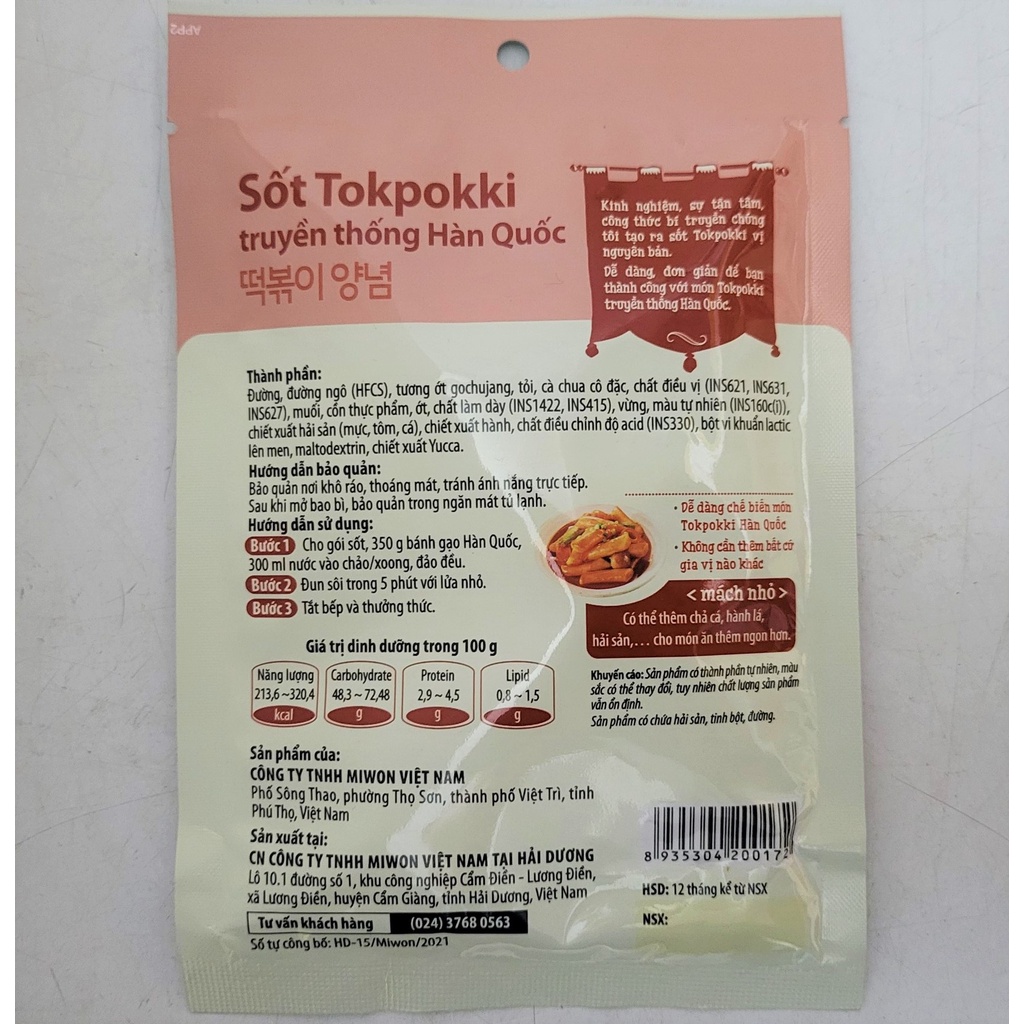 APP2
Sốt Tokpokki
truyền thống Hàn Quốc
떡볶이 양념
Kinh nghiệm, sự tận tâm,
công thức bí truyền chúng
tôi tạo ra sốt Tokpokki vị
nguyên bản.
Dễ dàng, đơn giản để bạn
thành công với món Tokpokki
truyền thống Hàn Quốc.
Thành phần:
Đường, đường ngô (HFCS), tương ớt gochujang, tỏi, cà chua cô đặc, chất điều vị (INS621, INS631,
INS627), muối, cồn thực phẩm, ớt, chất làm dày (INS1422, INS415), vừng, màu tự nhiên (INS160c(i)),
chiết xuất hải sản (mực, tôm, cá), chiết xuất hành, chất điều chỉnh độ acid (INS330), bột vi khuẩn lactic
lên men, maltodextrin, chiết xuất Yucca.
Hướng dẫn bảo quản:
Bảo quản nơi khô ráo, thoáng mát, tránh ánh nắng trực tiếp.
Sau khi mở bao bì, bảo quản trong ngăn mát tủ lạnh.
Hướng dẫn sử dụng:
Bước 1 Cho gói sốt, 350 g bánh gạo Hàn Quốc,
300 ml nước vào chảo/xoong, đảo đều.
Bước 2 Đun sôi trong 5 phút với lửa nhỏ.
Bước 3 Tắt bếp và thưởng thức.
• Dễ dàng chế biến món
Tokpokki Hàn Quốc
• Không cần thêm bất cứ
gia vị nào khác
< mách nhỏ >
Có thể thêm chả cá, hành lá,
hải sản,... cho món ăn thêm ngon hơn.
Giá trị dinh dưỡng trong 100 g
Năng lượng Carbohydrate Protein Lipid
213,6 ~ 320,4 48,3 ~ 72,48 2,9 ~ 4,5 0,8 ~ 1,5
kcal g g g
Khuyến cáo: Sản phẩm có thành phần tự nhiên, màu
sắc có thể thay đổi, tuy nhiên chất lượng sản phẩm
vẫn ổn định.
Sản phẩm có chứa hải sản, tinh bột, đường.
Sản phẩm của:
CÔNG TY TNHH MIWON VIỆT NAM
Phố Sông Thao, phường Thọ Sơn, thành phố Việt Trì, tỉnh
Phú Thọ, Việt Nam
Sản xuất tại:
CN CÔNG TY TNHH MIWON VIỆT NAM TẠI HẢI DƯƠNG
Lô 10.1 đường số 1, khu công nghiệp Cẩm Điền - Lương Điền,
xã Lương Điền, huyện Cẩm Giàng, tỉnh Hải Dương, Việt Nam
Tư vấn khách hàng (024) 3768 0563
Số tự công bố: HD-15/Miwon/2021
8 935304 200172
HSD: 12 tháng kể từ NSX
NSX: